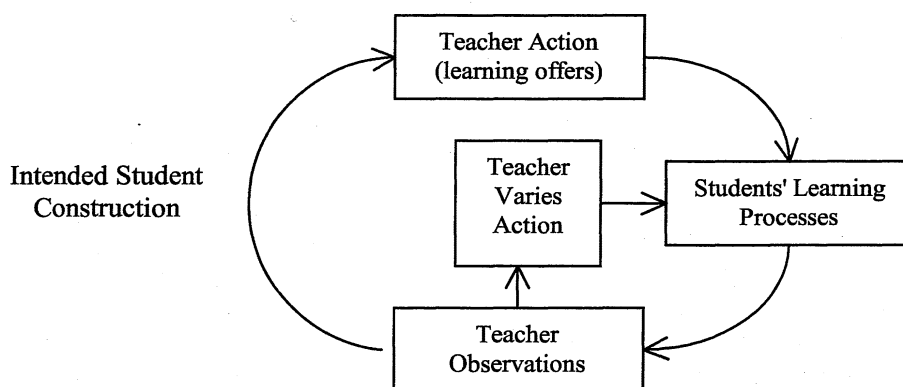 Teacher Action
(learning offers)
Intended Student
Construction
Teacher
Varies
Action
Students' Learning
Processes
Teacher
Observations